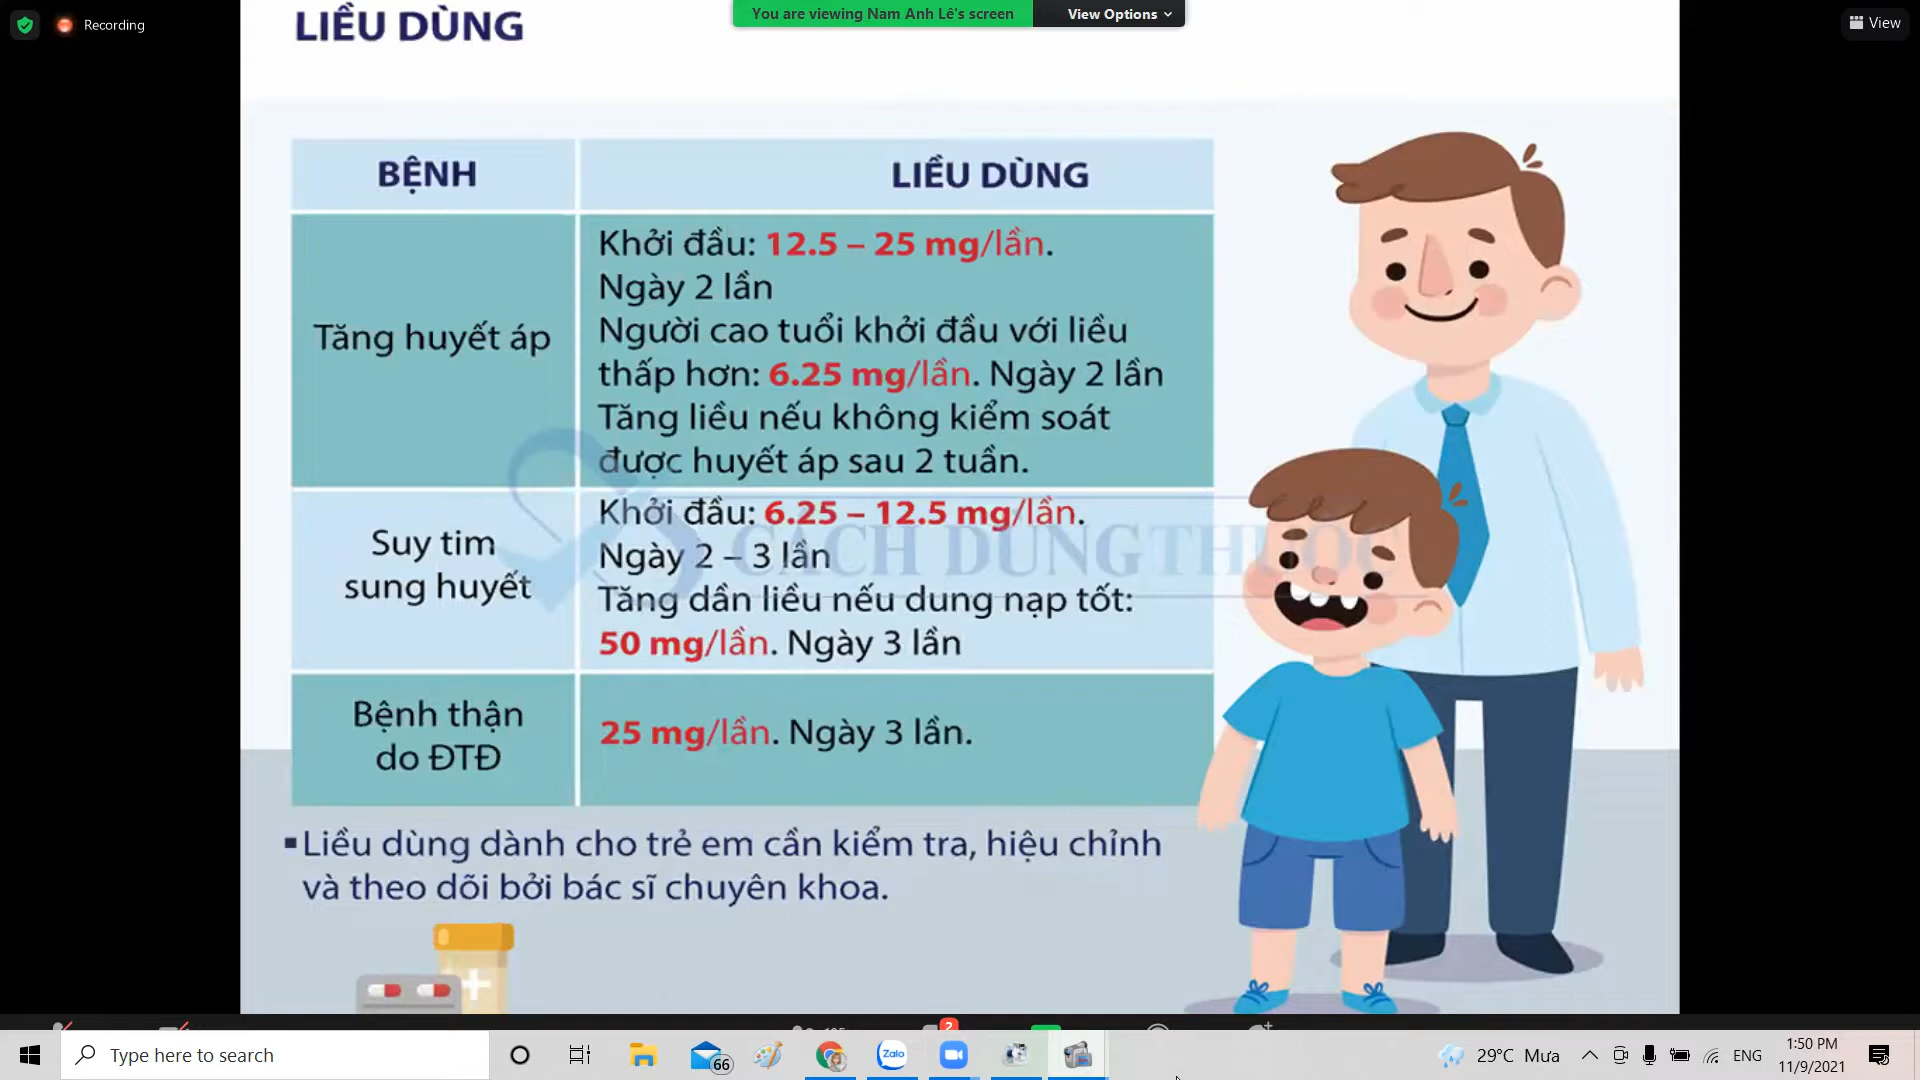 Recording
LIỀU DÙNG
You are viewing Nam Anh Lê's screen
View Options
View
BỆNH
LIỀU DÙNG
Tăng huyết áp
Khởi đầu: 12.5 – 25 mg/lần.
Ngày 2 lần
Người cao tuổi khởi đầu với liều
thấp hơn: 6.25 mg/lần. Ngày 2 lần
Tăng liều nếu không kiểm soát
được huyết áp sau 2 tuần.
Suy tim
sung huyết
Khởi đầu: 6.25 – 12.5 mg/lần.
Ngày 2 – 3 lần
Tăng dần liều nếu dung nạp tốt:
50 mg/lần. Ngày 3 lần
CACH DUNGTHUOC
Bệnh thận
do ĐTĐ
25 mg/lần. Ngày 3 lần.
▪Liều dùng dành cho trẻ em cần kiểm tra, hiệu chỉnh
và theo dõi bởi bác sĩ chuyên khoa.
2
Type here to search
66
Zalo
29°C Mưa
ENG
1:50 PM
11/9/2021